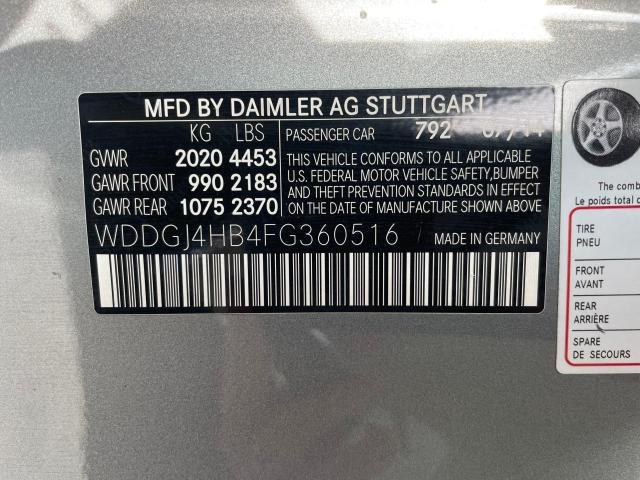 MFD BY DAIMLER AG STUTTGART
KG LBS
PASSENGER CAR 792
GVWR 2020 4453
GAWR FRONT 990 2183
GAWR REAR 1075 2370
THIS VEHICLE CONFORMS TO ALL APPLICABLE
U.S. FEDERAL MOTOR VEHICLE SAFETY,BUMPER
AND THEFT PREVENTION STANDARDS IN EFFECT
ON THE DATE OF MANUFACTURE SHOWN ABOVE
WDDGJ4HB4FG360516 MADE IN GERMANY
The comb
Le poids total c
TIRE
PNEU
FRONT
AVANT
REAR
ARRIÈRE
SPARE
DE SECOURS